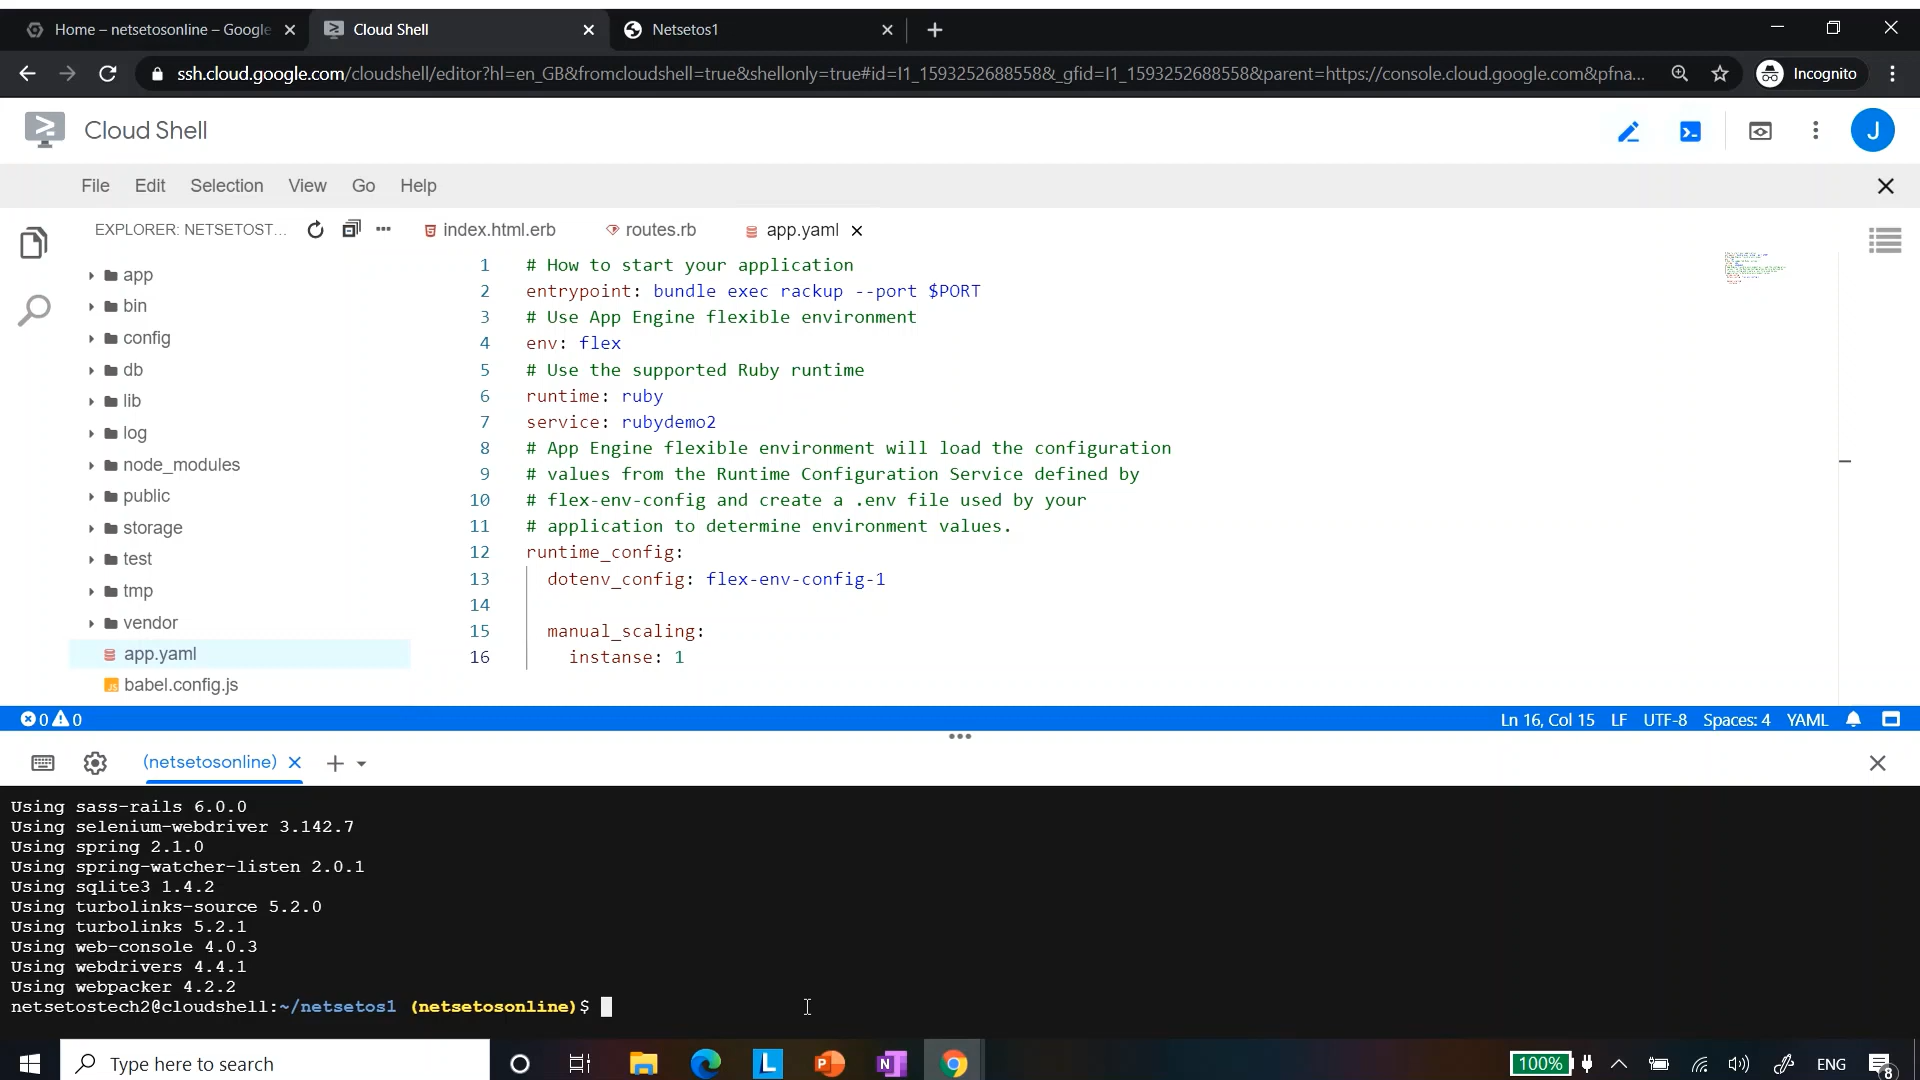 Home – netsetosonline – Google
Cloud Shell
Netsetos1
ssh.cloud.google.com/cloudshell/editor?hl=en_GB&fromcloudshell=true&shellonly=true#id=I1_1593252688558&_gfid=I1_1593252688558&parent=https://console.cloud.google.com&pfna...
Incognito
Cloud Shell
J
File Edit Selection View Go Help
EXPLORER: NETSETOST...
index.html.erb
routes.rb
app.yaml
app
bin
config
db
lib
log
node_modules
public
storage
test
tmp
vendor
app.yaml
JS babel.config.js
1 # How to start your application
2 entrypoint: bundle exec rackup --port $PORT
3 # Use App Engine flexible environment
4 env: flex
5 # Use the supported Ruby runtime
6 runtime: ruby
7 service: rubydemo2
8 # App Engine flexible environment will load the configuration
9 # values from the Runtime Configuration Service defined by
10 # flex-env-config and create a .env file used by your
11 # application to determine environment values.
12 runtime_config:
13 dotenv_config: flex-env-config-1
14
15 manual_scaling:
16 instanse: 1
0 0
Ln 16, Col 15 LF UTF-8 Spaces: 4 YAML
(netsetosonline)
Using sass-rails 6.0.0
Using selenium-webdriver 3.142.7
Using spring 2.1.0
Using spring-watcher-listen 2.0.1
Using sqlite3 1.4.2
Using turbolinks-source 5.2.0
Using turbolinks 5.2.1
Using web-console 4.0.3
Using webdrivers 4.4.1
Using webpacker 4.2.2
netsetostech2@cloudshell:~/netsetos1 (netsetosonline)$
Type here to search
L
P
N
100%
ENG
8